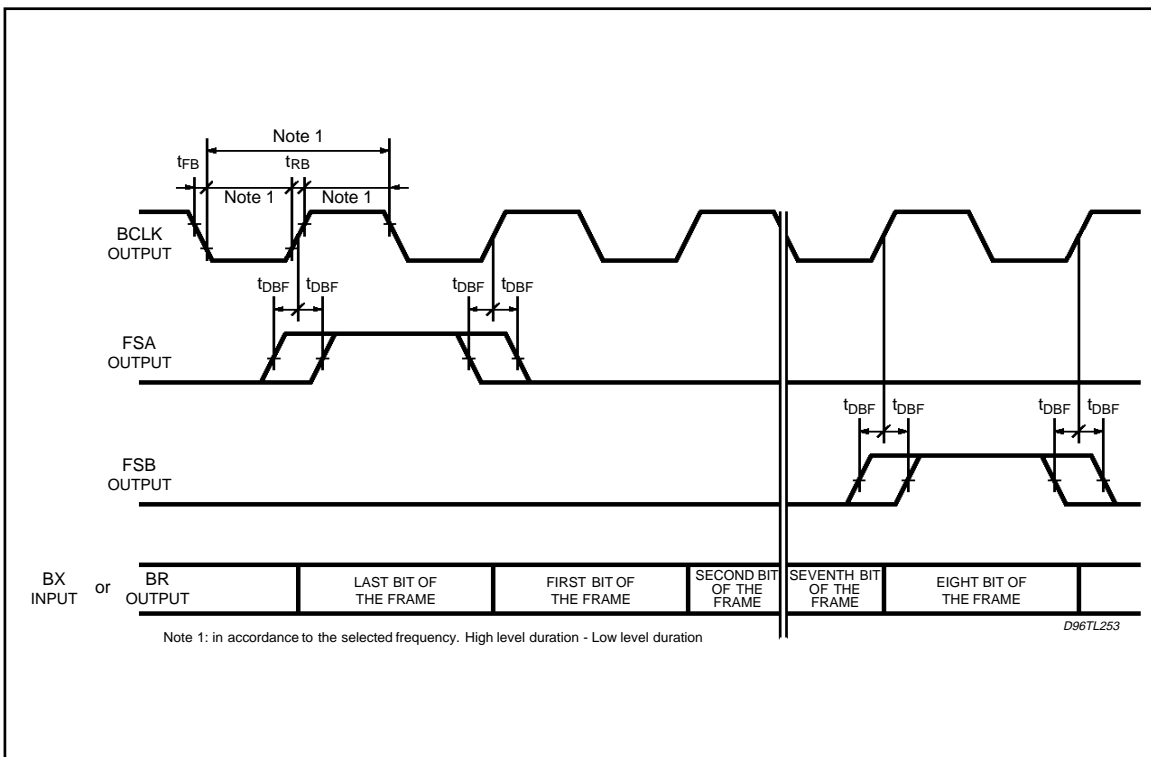 Note 1
tFB
tRB
Note 1
Note 1
BCLK
OUTPUT
tDBF
tDBF
tDBF
tDBF
FSA
OUTPUT
tDBF
tDBF
tDBF
tDBF
FSB
OUTPUT
BX
INPUT
or
BR
OUTPUT
LAST BIT OF
THE FRAME
FIRST BIT OF
THE FRAME
SECOND BIT
OF THE
FRAME
SEVENTH BIT
OF THE
FRAME
EIGHT BIT OF
THE FRAME
Note 1: in accordance to the selected frequency. High level duration - Low level duration
D96TL253